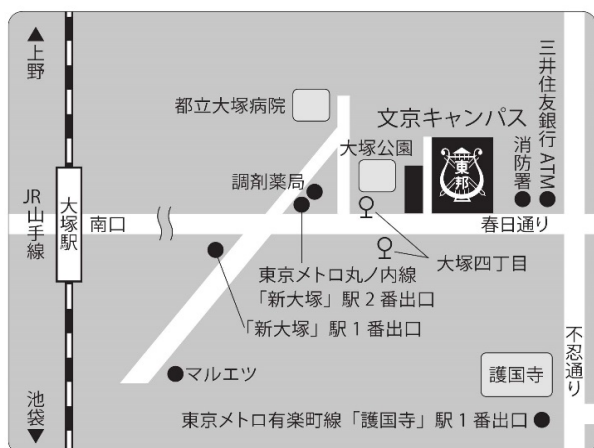 ▲上野
都立大塚病院
文京キャンパス
三井住友銀行 ATM
消防署
大塚公園
東邦
調剤薬局
JR山手線
大塚駅
南口
春日通り
大塚四丁目
東京メトロ丸ノ内線
「新大塚」駅2番出口
「新大塚」駅1番出口
不忍通り
マルエツ
護国寺
池袋▼
東京メトロ有楽町線「護国寺」駅1番出口